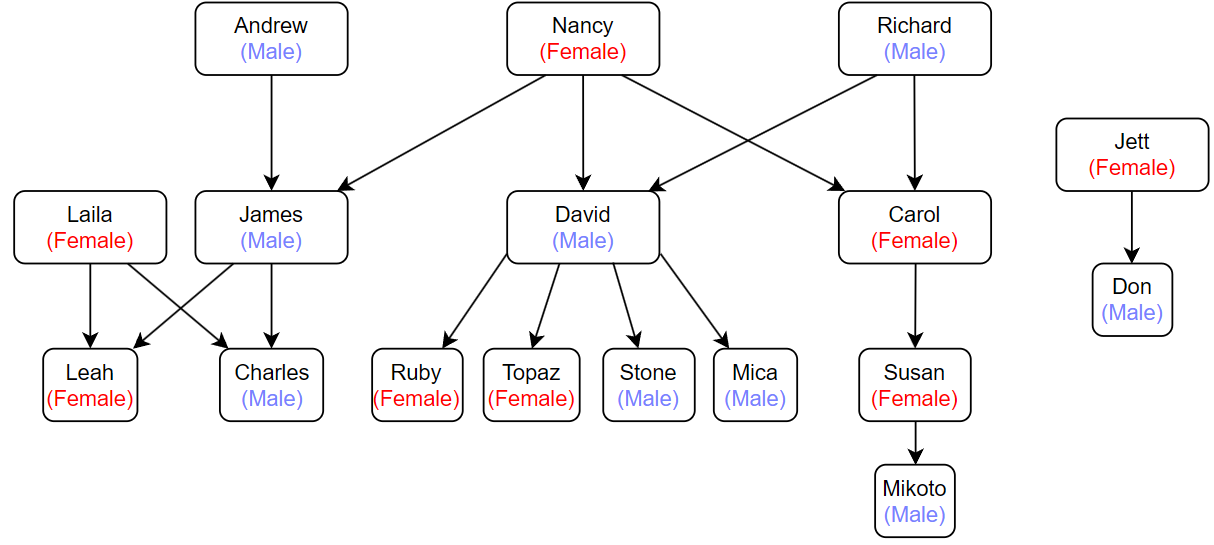 Andrew
(Male)
Nancy
(Female)
Richard
(Male)
Jett
(Female)
Laila
(Female)
James
(Male)
David
(Male)
Carol
(Female)
Don
(Male)
Leah
(Female)
Charles
(Male)
Ruby
(Female)
Topaz
(Female)
Stone
(Male)
Mica
(Male)
Susan
(Female)
Mikoto
(Male)